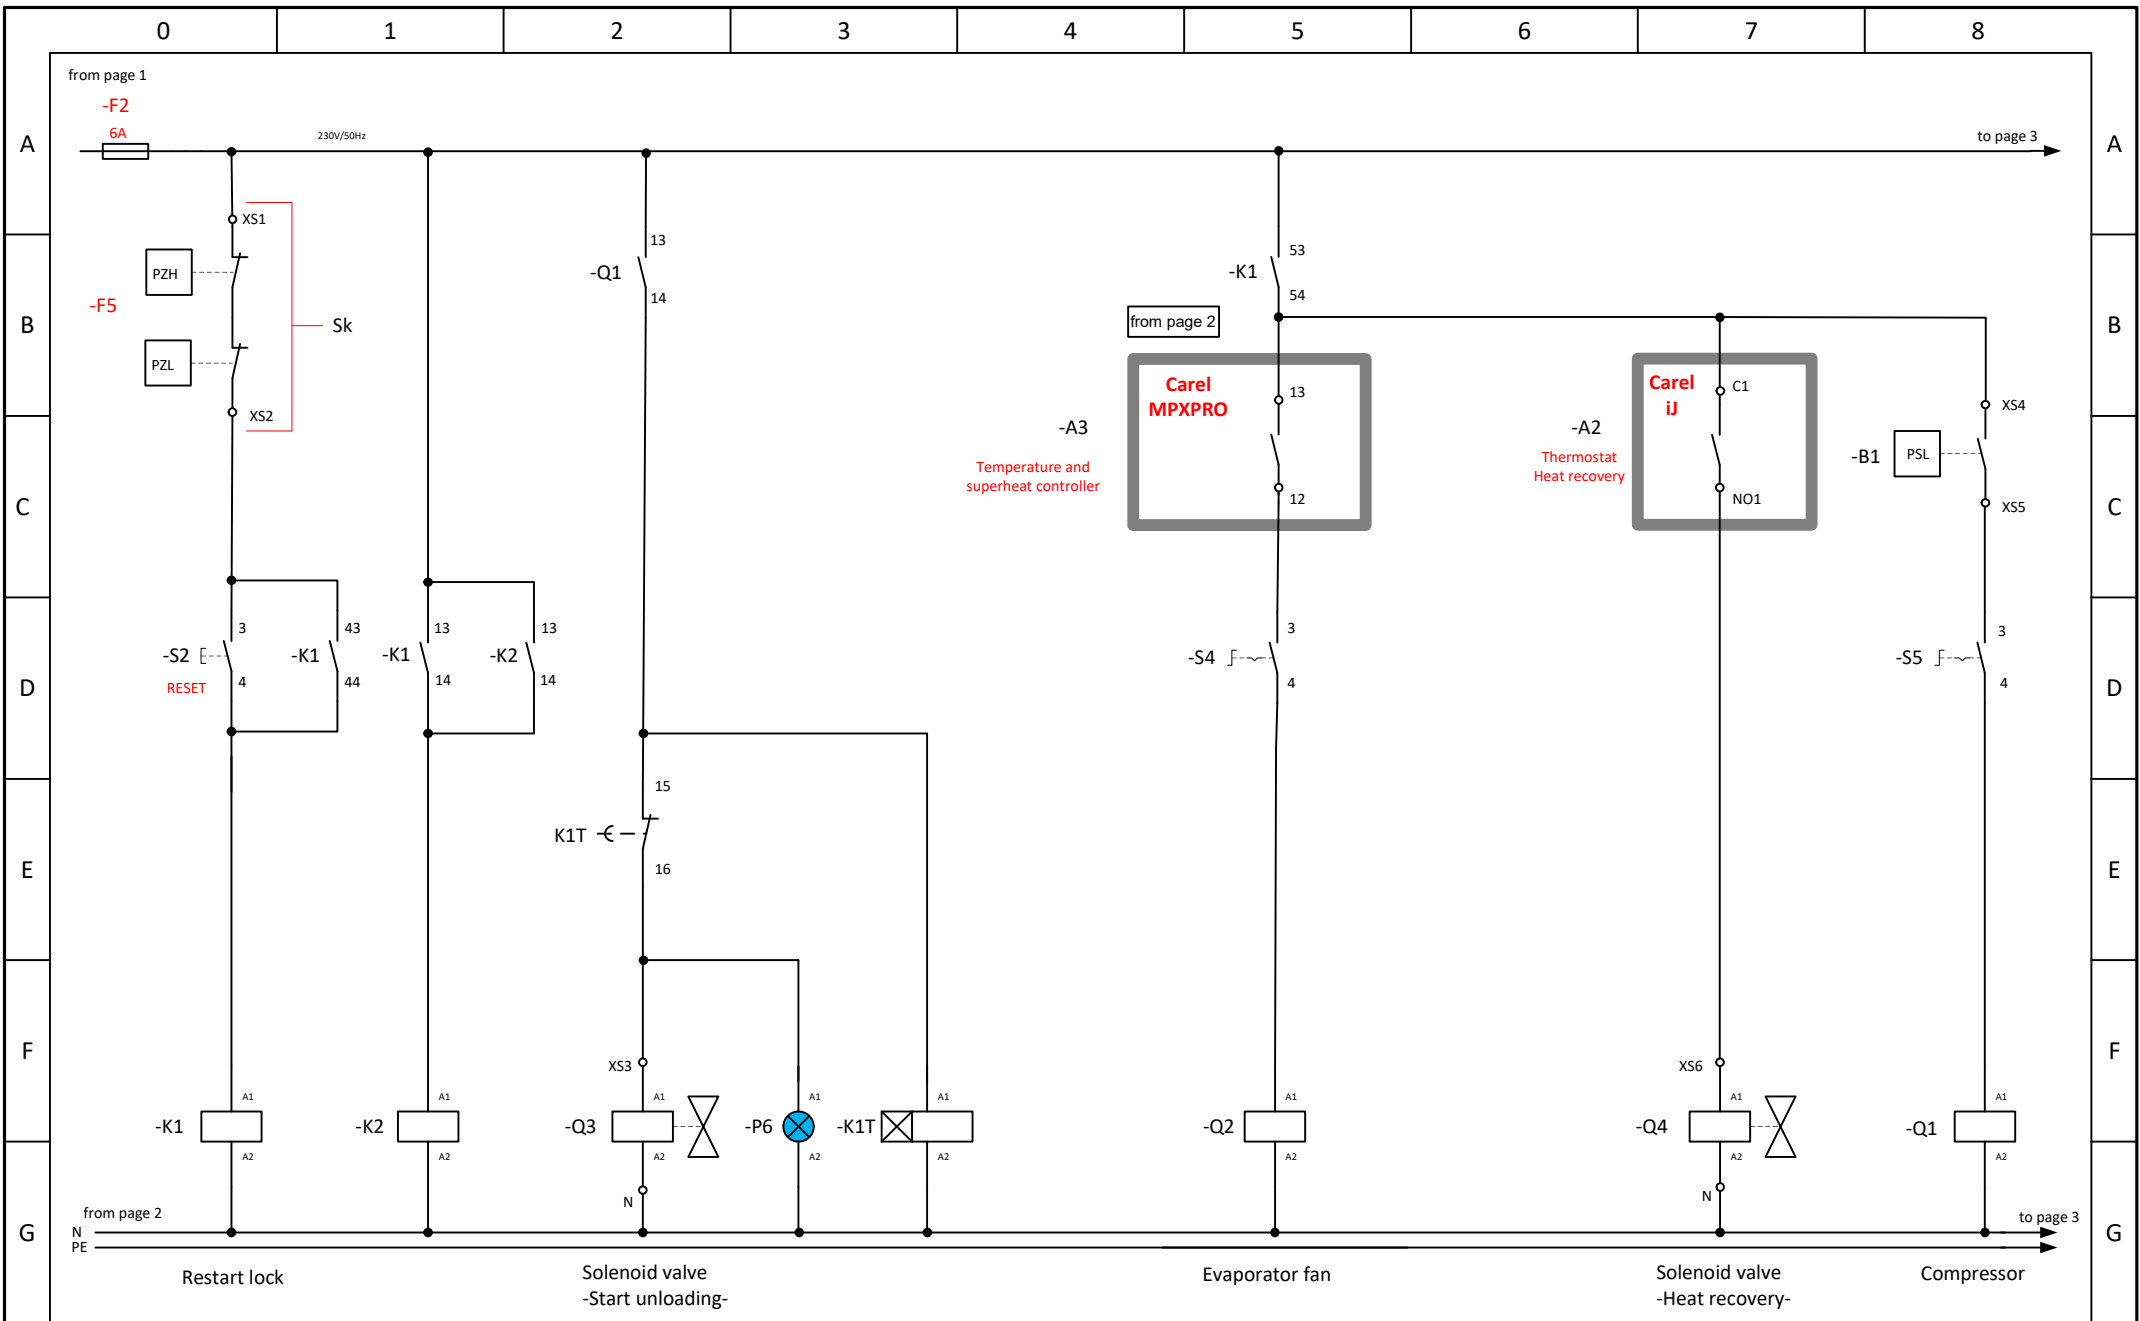 0 1 2 3 4 5 6 7 8
from page 1
-F2
6A
230V/50Hz
to page 3
A A
XS1
PZH
-F5
PZL
XS2
Sk
13
-Q1
14
53
-K1
54
from page 2
B B
Carel
MPXPRO
13
-A3
Temperature and
superheat controller
12
Carel
iJ
C1
-A2
Thermostat
Heat recovery
NO1
XS4
-B1
PSL
XS5
C C
3
-S2
RESET
4
43
-K1
44
13
-K1
14
13
-K2
14
3
-S4
4
3
-S5
4
D D
15
K1T
16
E E
XS3
XS6
F F
A1
-K1
A2
A1
-K2
A2
A1
-Q3
A2
N
A1
-P6
A2
A1
-K1T
A2
A1
-Q2
A2
A1
-Q4
A2
N
A1
-Q1
A2
from page 2
to page 3
G G
N
PE
Restart lock
Solenoid valve
-Start unloading-
Evaporator fan
Solenoid valve
-Heat recovery-
Compressor